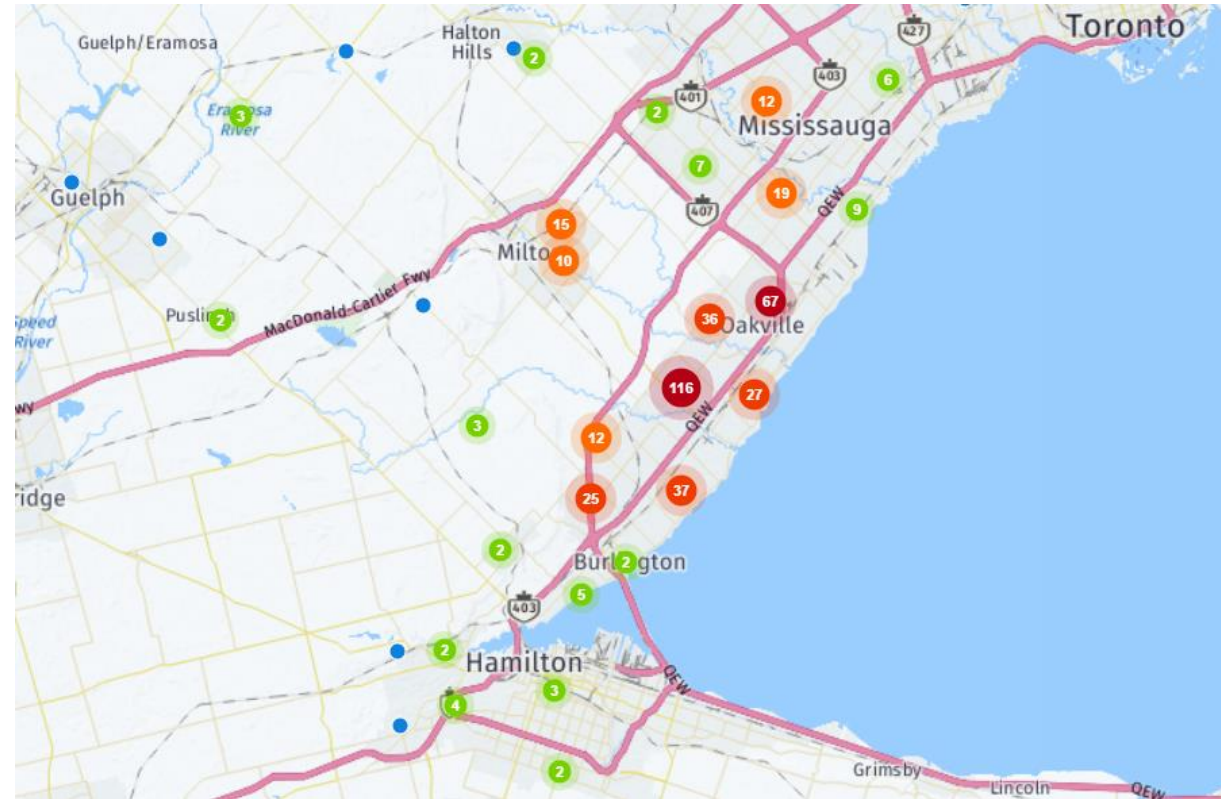 Toronto
427
Guelph/Eramosa
Halton
Hills
2
403
6
401
12
2
Mississauga
3
Eramosa
River
7
Guelph
19
QEW
407
9
15
Milto
10
MacDonald-Cartier Fwy
67
36
Oakville
Puslin
2
Speed
River
116
27
QEW
wy
3
12
25
37
ridge
2
Burl
2
gton
5
403
2
Hamilton
QEW
3
4
2
Grimsby
Lincoln
QEW